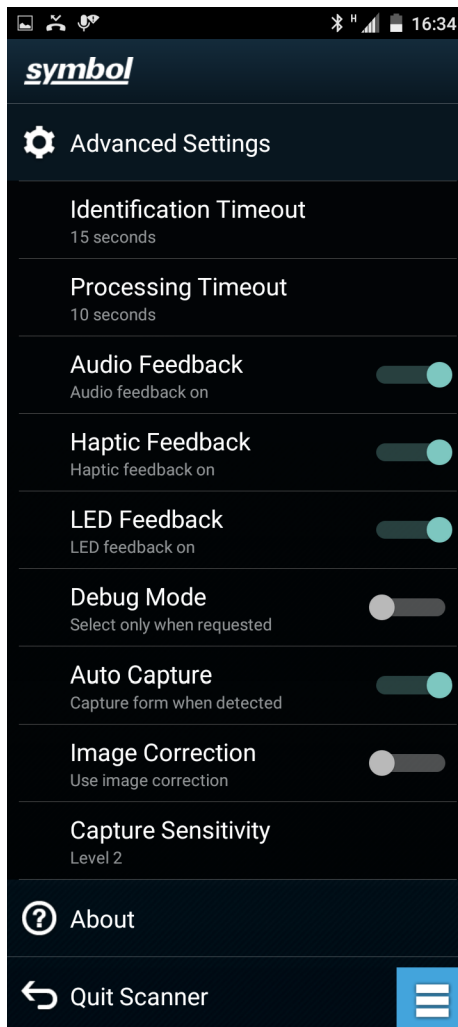 H
16:34
symbol
Advanced Settings
Identification Timeout
15 seconds
Processing Timeout
10 seconds
Audio Feedback
Audio feedback on
Haptic Feedback
Haptic feedback on
LED Feedback
LED feedback on
Debug Mode
Select only when requested
Auto Capture
Capture form when detected
Image Correction
Use image correction
Capture Sensitivity
Level 2
? About
Quit Scanner